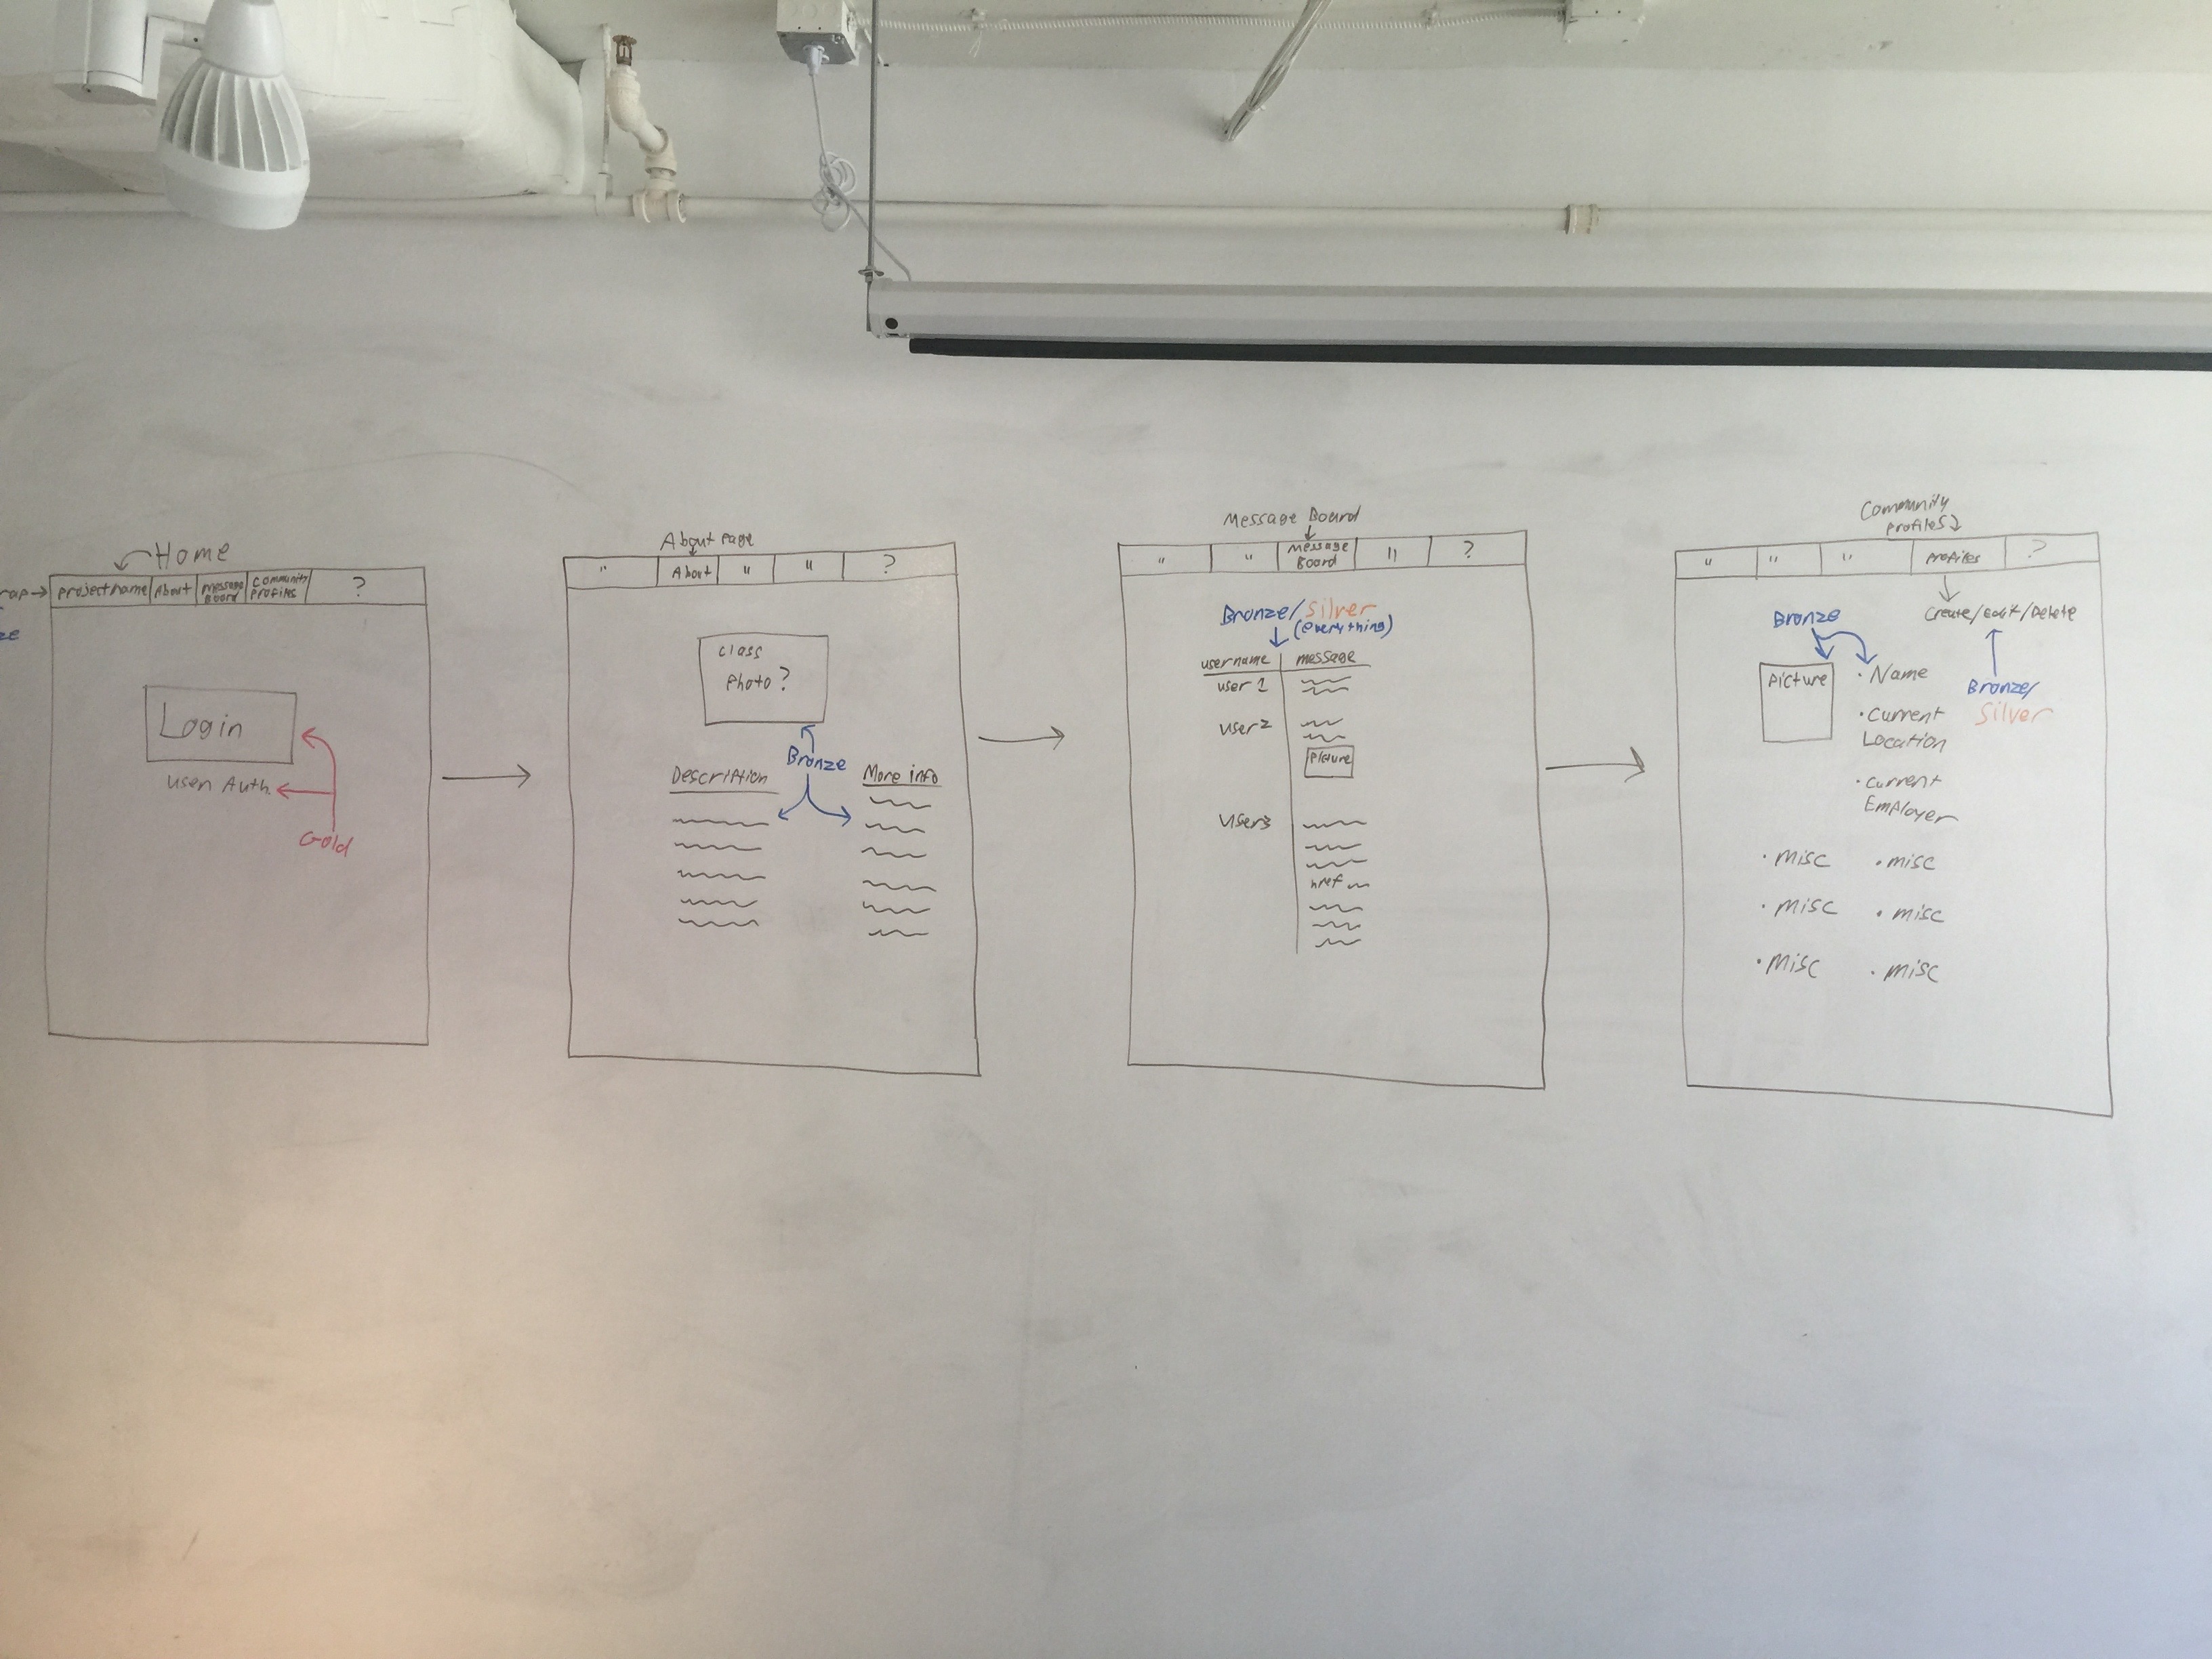 Home
Project name About Message Board Community Profiles ?
Login
User Auth.
Gold
About Page
" About " " ?
Class
Photo?
Bronze
Description More info
Message Board
" " Message Board " ?
Bronze/Silver
(everything)
username message
user 1
user 2
Picture
user 3
href
Community
Profiles
" " " Profiles ?
Create/Edit/Delete
Bronze
Picture
· Name
Bronze/
Silver
· Current
Location
· Current
Employer
· Misc · Misc
· Misc · Misc
· Misc · Misc